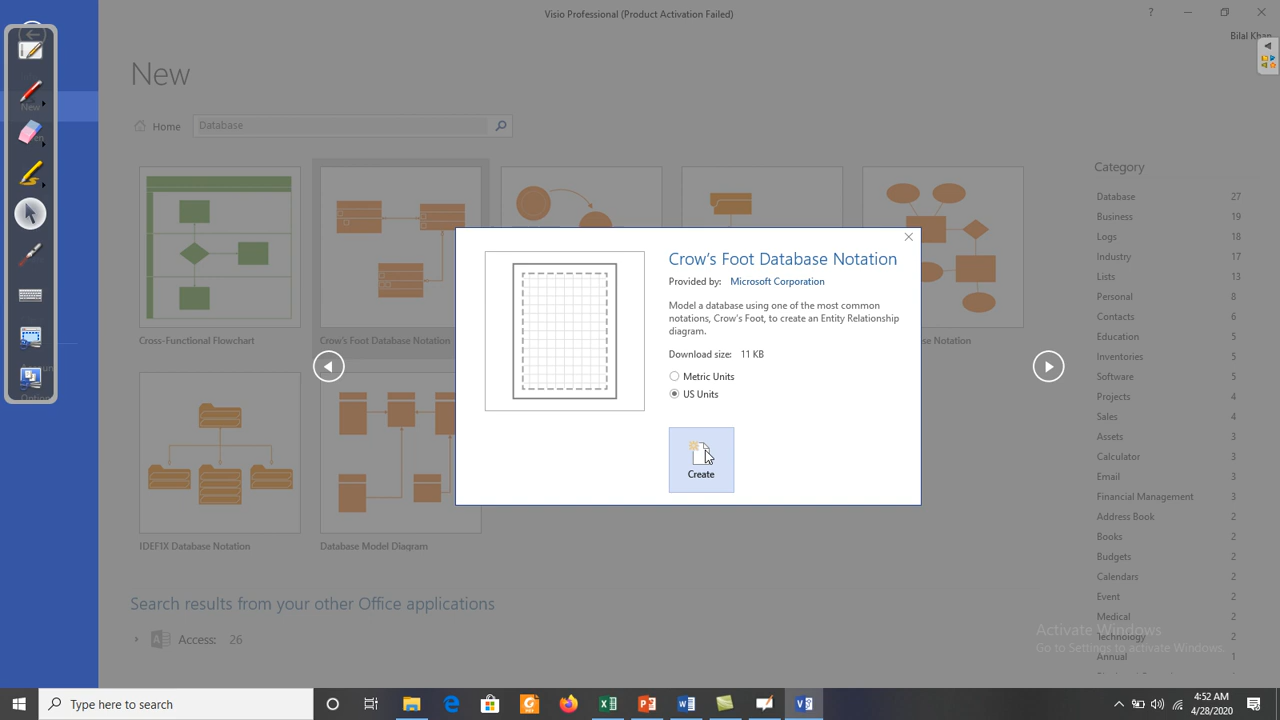 Visio Professional (Product Activation Failed)
?
Bilal Khan
New
New
Home
Database
Category
Database 27
Business 19
Logs 18
Industry 17
Lists 13
Personal 8
Contacts 6
Education 5
Inventories 5
Software 5
Projects 4
Sales 4
Assets 3
Calculator 3
Email 3
Financial Management 3
Address Book 2
Books 2
Budgets 2
Calendars 2
Event 2
Medical 2
Technology 2
Annual 1
Cross-Functional Flowchart
Crow's Foot Database Notation
Notation
IDEF1X Database Notation
Database Model Diagram
Crow's Foot Database Notation
Provided by: Microsoft Corporation
Model a database using one of the most common
notations, Crow's Foot, to create an Entity Relationship
diagram.
Download size: 11 KB
Metric Units
US Units
Create
Search results from your other Office applications
Access: 26
Activate Windows
Go to Settings to activate Windows.
Type here to search
4:52 AM
4/28/2020